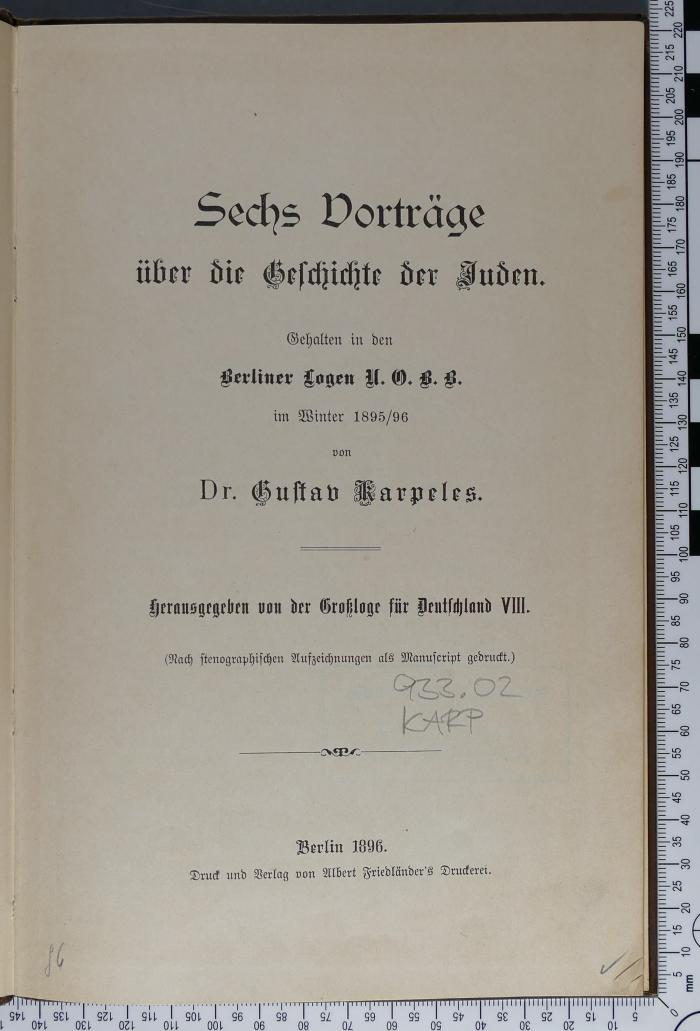 Sechs Vorträge
über die Geschichte der Juden.
Gehalten in den
Berliner Logen U. O. B. B.
im Winter 1895/96
von
Dr. Gustav Karpeles.
Herausgegeben von der Großloge für Deutschland VIII.
(Nach stenographischen Aufzeichnungen als Manuscript gedruckt.)
933.02
KARP
Berlin 1896.
Druck und Verlag von Albert Friedländer's Druckerei.